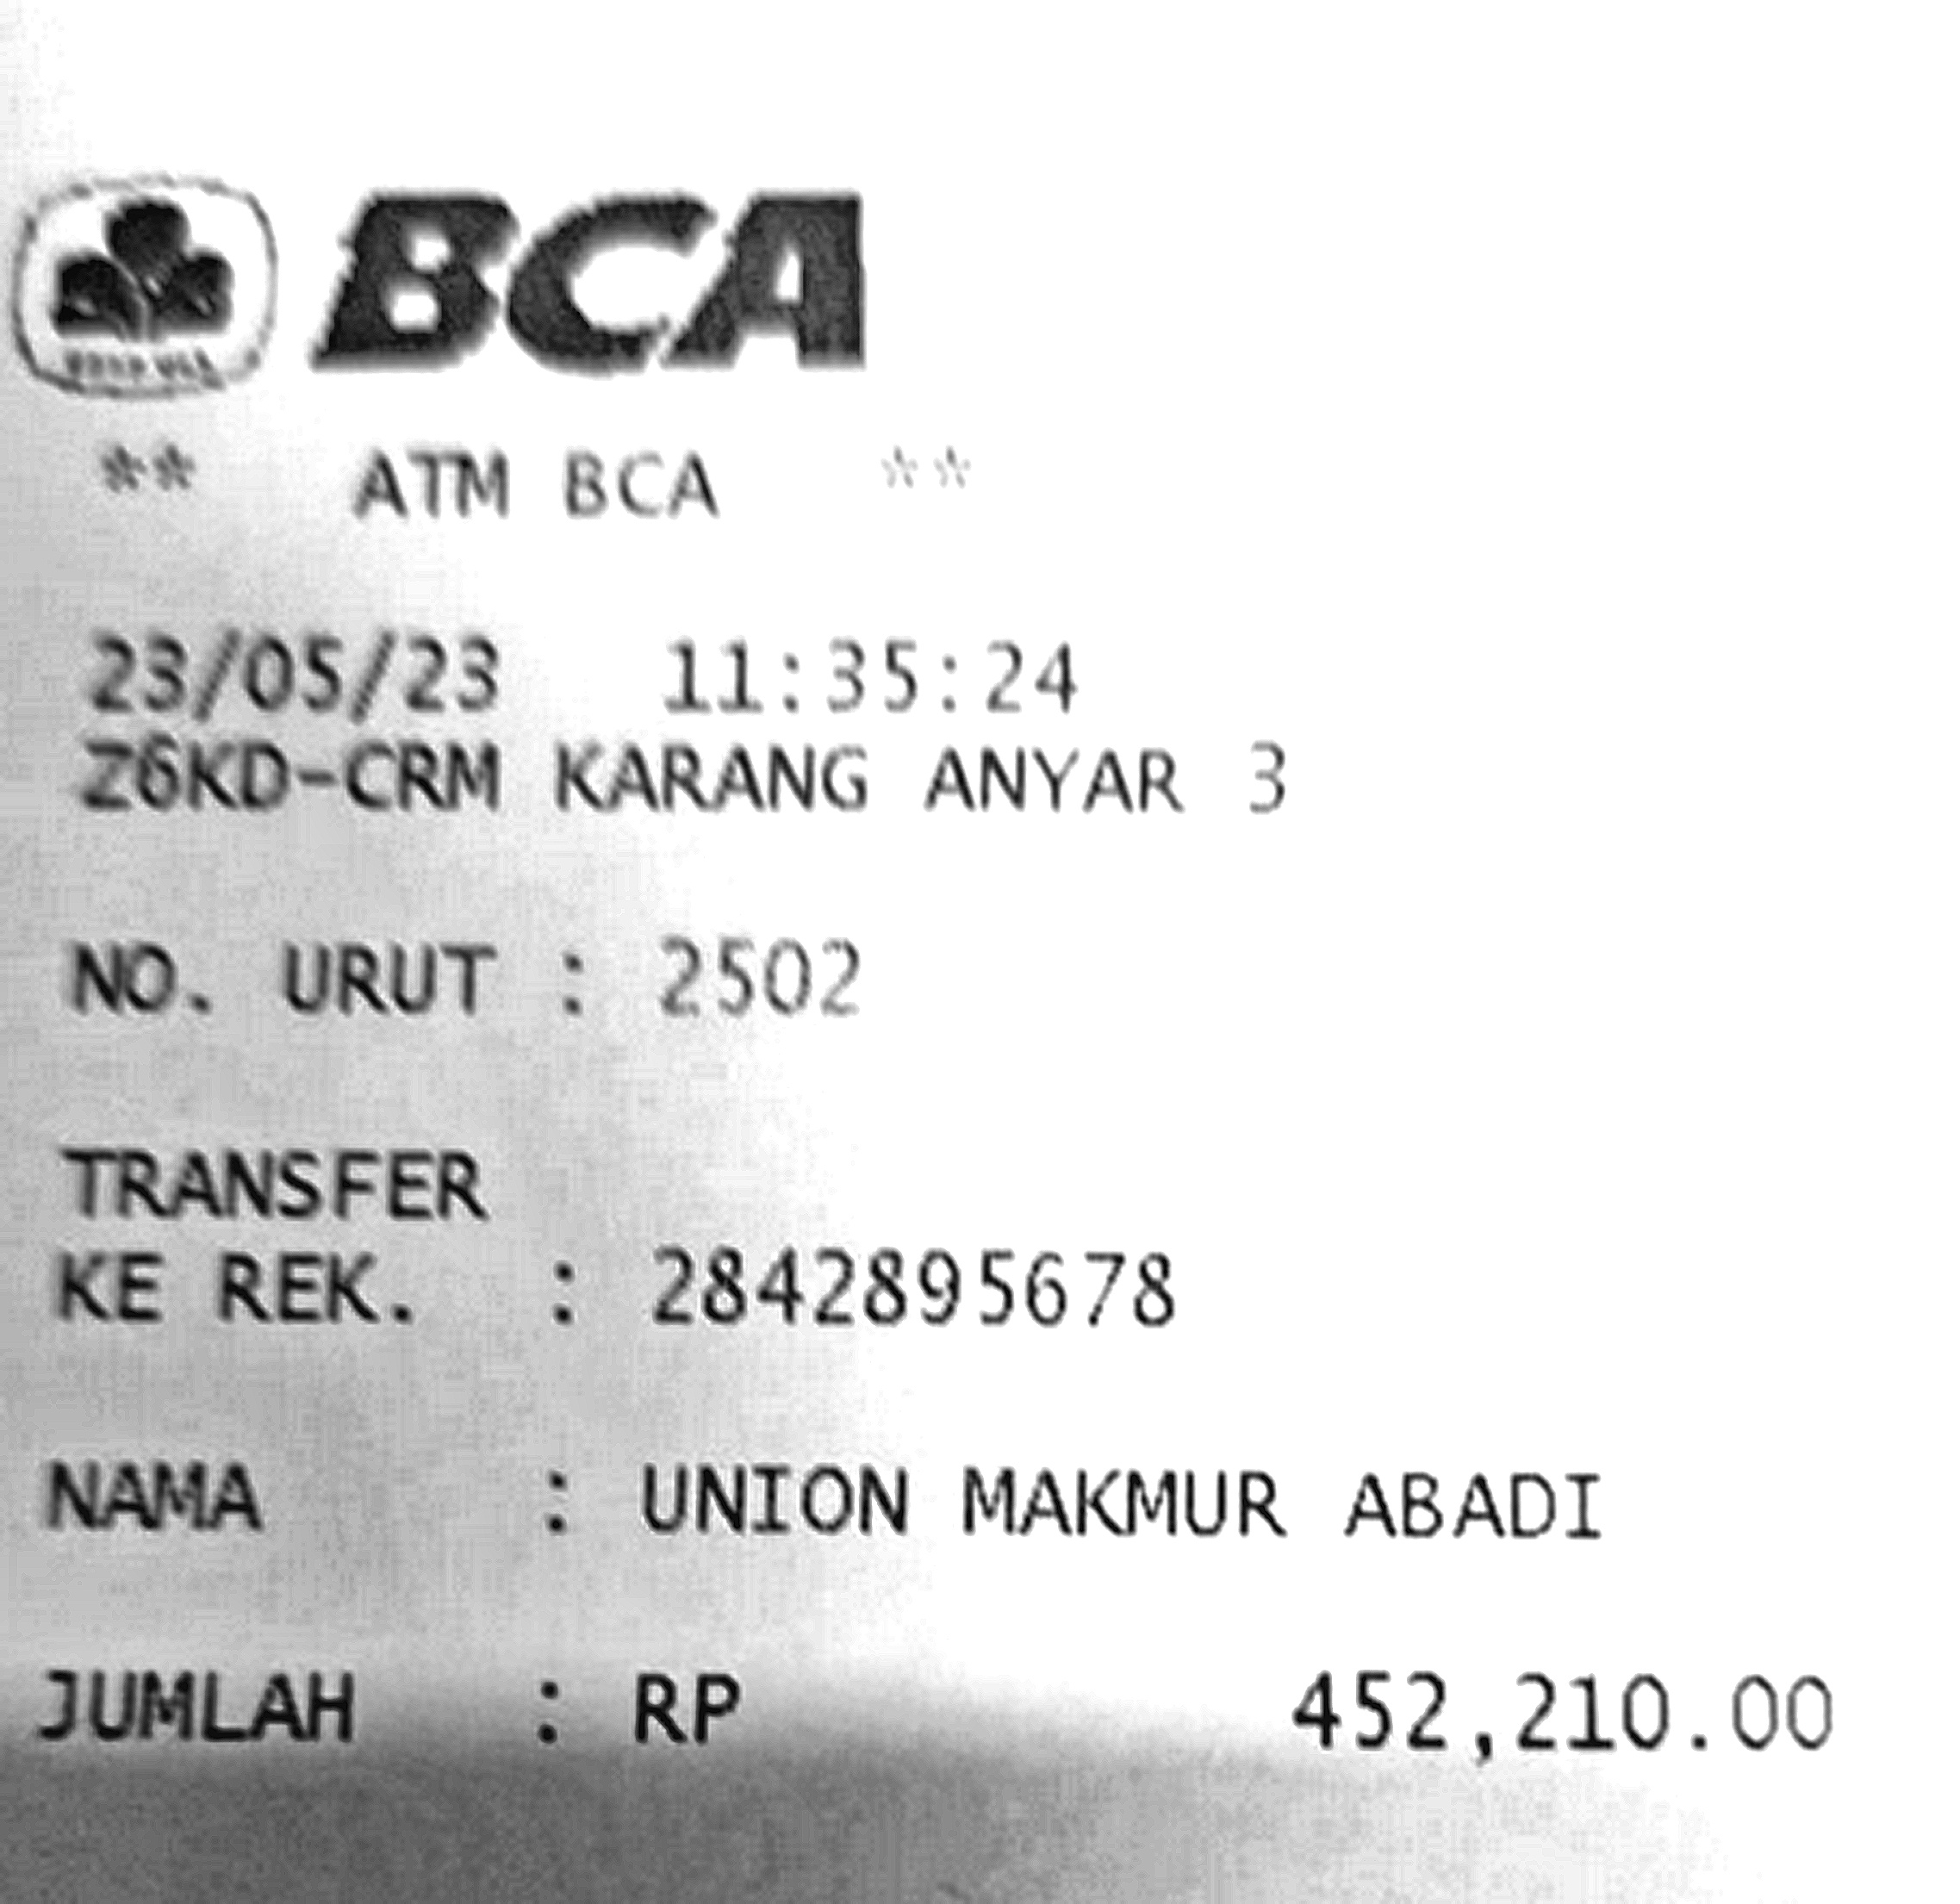 BCA
** ATM BCA **
23/05/23 11:35:24
Z6KD-CRM KARANG ANYAR 3
NO. URUT : 2502
TRANSFER
KE REK. : 2842895678
NAMA : UNION MAKMUR ABADI
JUMLAH : RP 452,210.00